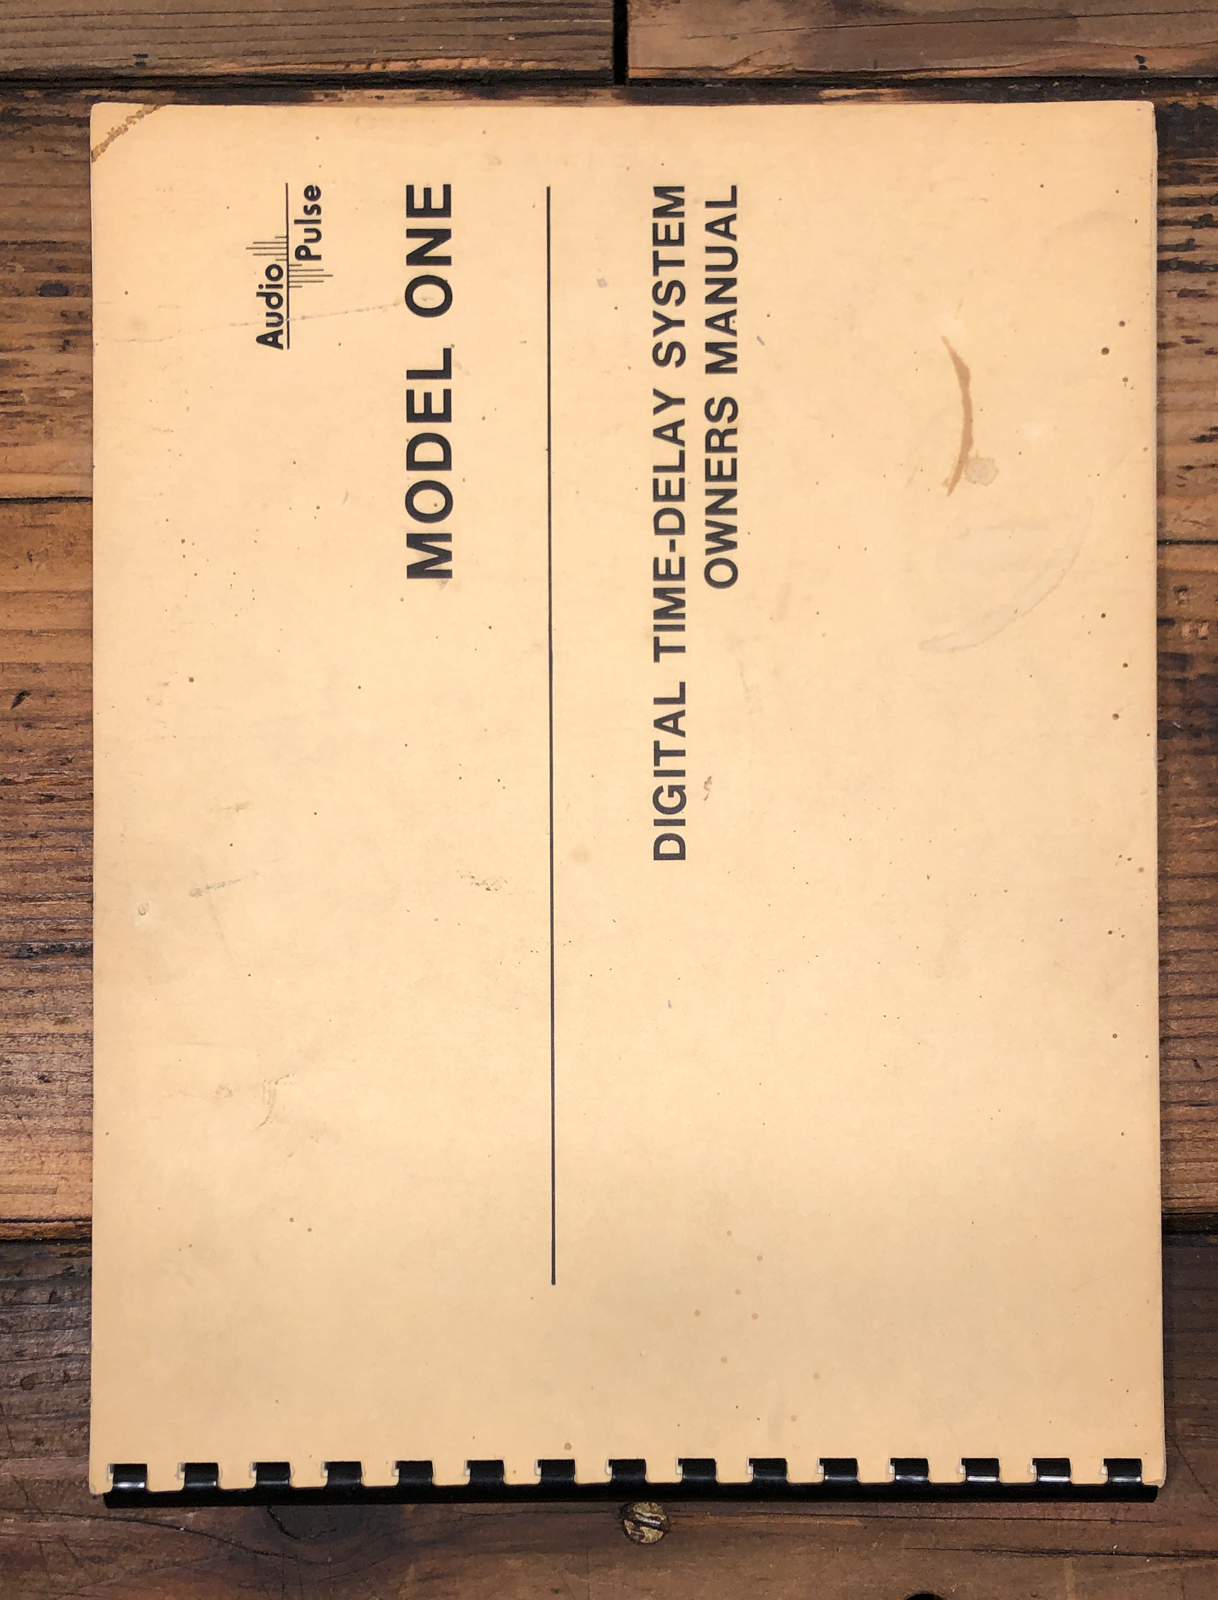 Audio
Pulse
MODEL ONE
DIGITAL TIME-DELAY SYSTEM
OWNERS MANUAL